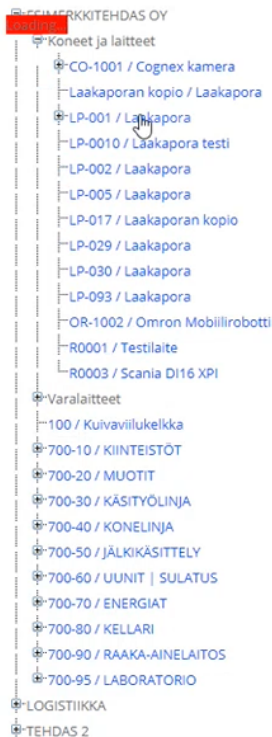 ESIMERKKITEHDAS OY
Loading...
Koneet ja laitteet
CO-1001 / Cognex kamera
Laakaporan kopio / Laakapora
LP-001 / Laakapora
LP-0010 / Laakapora testi
LP-002 / Laakapora
LP-005 / Laakapora
LP-017 / Laakaporan kopio
LP-029 / Laakapora
LP-030 / Laakapora
LP-093 / Laakapora
OR-1002 / Omron Mobiilirobotti
R0001 / Testilaite
R0003 / Scania DI16 XPI
Varalaitteet
100 / Kuivaviilukelkka
700-10 / KIINTEISTÖT
700-20 / MUOTIT
700-30 / KÄSITYÖLINJA
700-40 / KONELINJA
700-50 / JÄLKIKÄSITTELY
700-60 / UUNIT | SULATUS
700-70 / ENERGIAT
700-80 / KELLARI
700-90 / RAAKA-AINELAITOS
700-95 / LABORATORIO
LOGISTIIKKA
TEHDAS 2